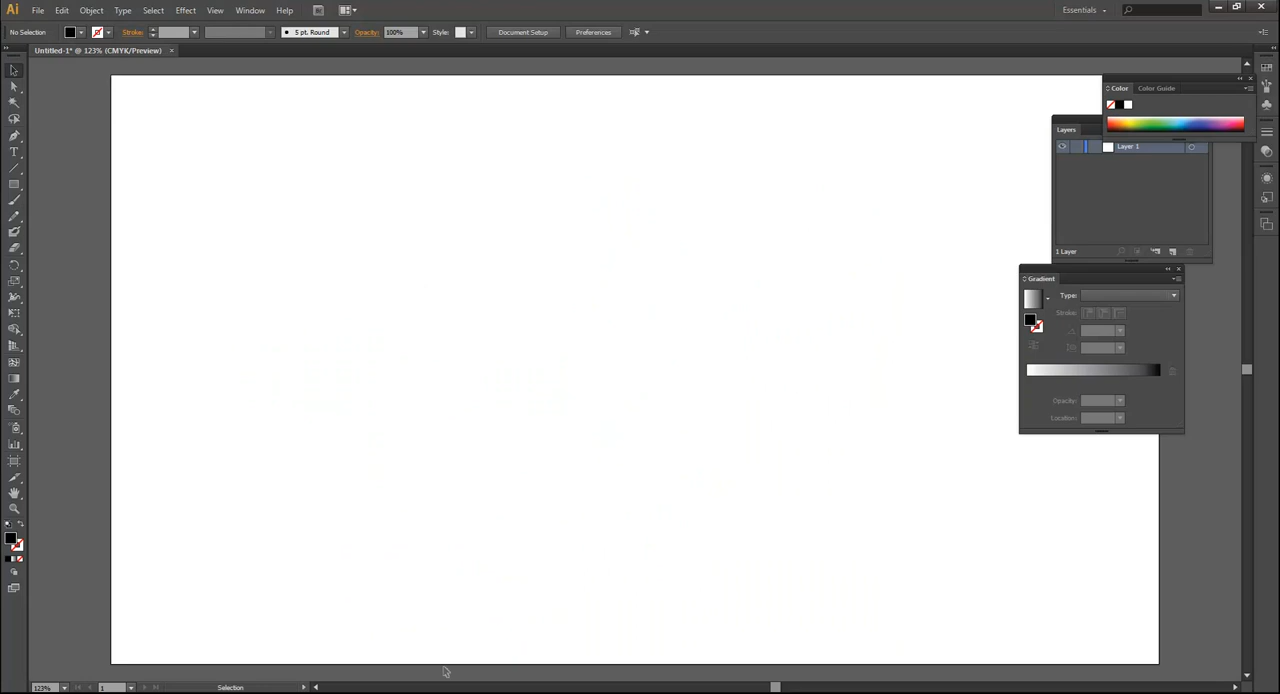 Ai File Edit Object Type Select Effect View Window Help Essentials
No Selection Stroke: 5 pt. Round Opacity: 100% Style: Document Setup Preferences
Untitled-1* @ 123% (CMYK/Preview)
Color Color Guide
Layers
Layer 1
1 Layer
Gradient
Type:
Stroke:
Opacity:
Location:
123% 1 Selection